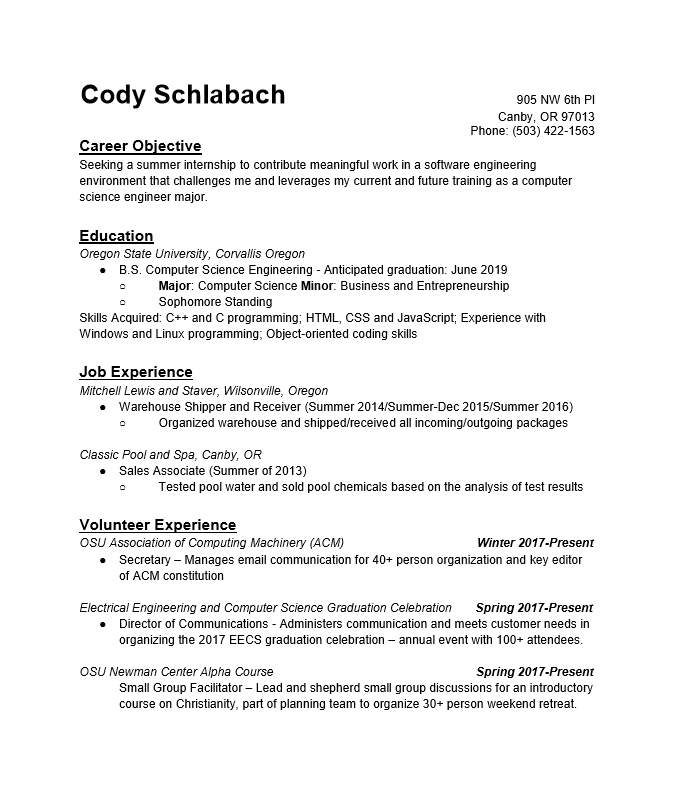 Cody Schlabach
905 NW 6th Pl
Canby, OR 97013
Phone: (503) 422-1563
Career Objective
Seeking a summer internship to contribute meaningful work in a software engineering
environment that challenges me and leverages my current and future training as a computer
science engineer major.
Education
Oregon State University, Corvallis Oregon
● B.S. Computer Science Engineering - Anticipated graduation: June 2019
○ Major: Computer Science Minor: Business and Entrepreneurship
○ Sophomore Standing
Skills Acquired: C++ and C programming; HTML, CSS and JavaScript; Experience with
Windows and Linux programming; Object-oriented coding skills
Job Experience
Mitchell Lewis and Staver, Wilsonville, Oregon
● Warehouse Shipper and Receiver (Summer 2014/Summer-Dec 2015/Summer 2016)
○ Organized warehouse and shipped/received all incoming/outgoing packages
Classic Pool and Spa, Canby, OR
● Sales Associate (Summer of 2013)
○ Tested pool water and sold pool chemicals based on the analysis of test results
Volunteer Experience
OSU Association of Computing Machinery (ACM) Winter 2017-Present
● Secretary – Manages email communication for 40+ person organization and key editor
of ACM constitution
Electrical Engineering and Computer Science Graduation Celebration Spring 2017-Present
● Director of Communications - Administers communication and meets customer needs in
organizing the 2017 EECS graduation celebration – annual event with 100+ attendees.
OSU Newman Center Alpha Course Spring 2017-Present
Small Group Facilitator – Lead and shepherd small group discussions for an introductory
course on Christianity, part of planning team to organize 30+ person weekend retreat.